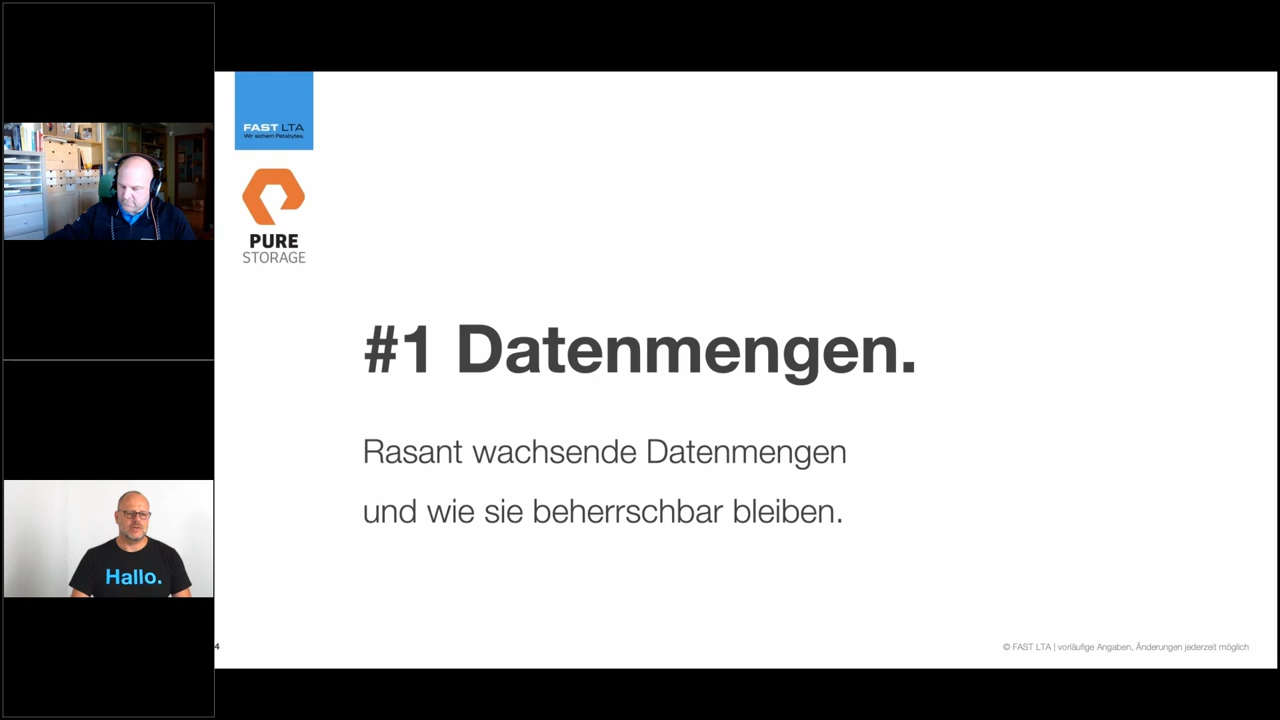 FAST LTA
Wir sichern Petabytes.
PURE
STORAGE
#1 Datenmengen.
Rasant wachsende Datenmengen
und wie sie beherrschbar bleiben.
Hallo.
4
© FAST LTA | vorläufige Angaben, Änderungen jederzeit möglich